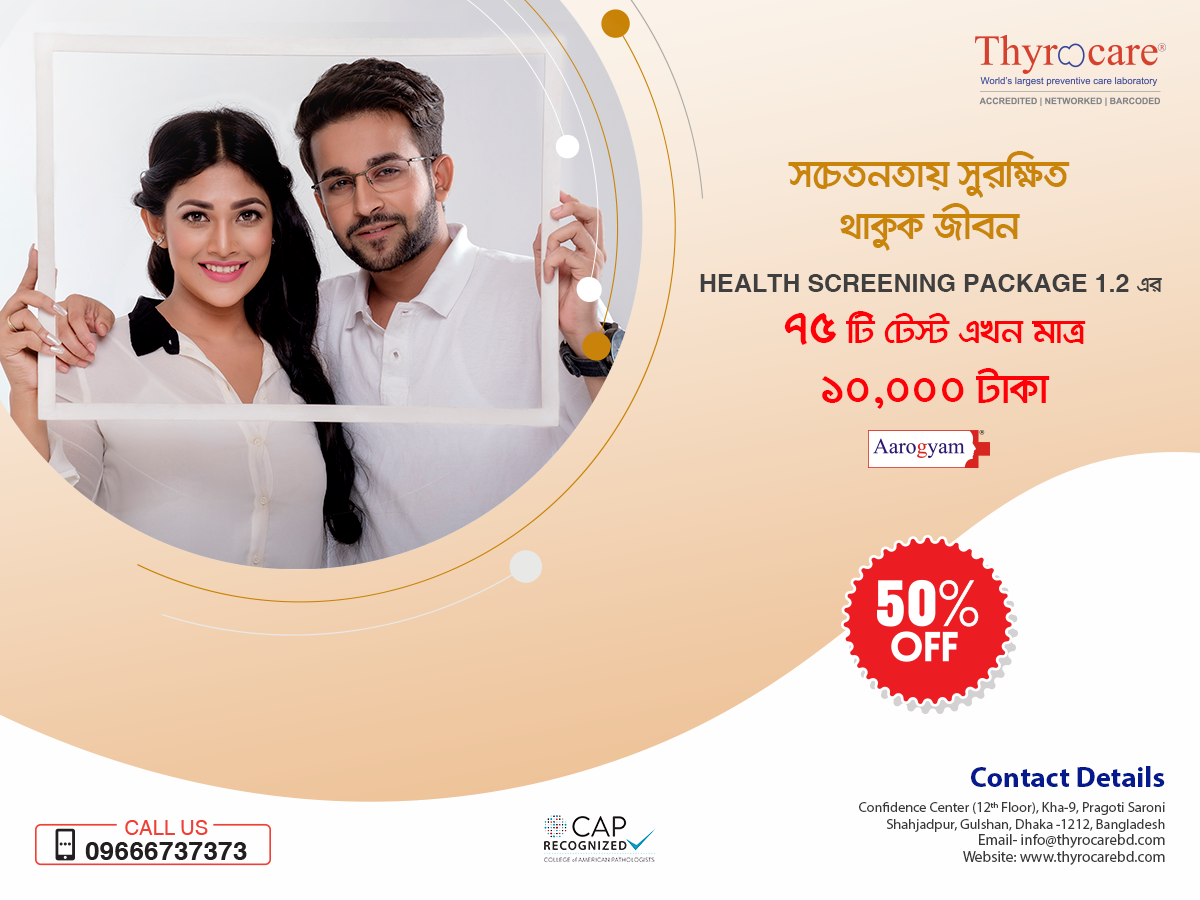 Thyrocare®
World's largest preventive care laboratory
ACCREDITED | NETWORKED | BARCODED
সচেতনতায় সুরক্ষিত
থাকুক জীবন
HEALTH SCREENING PACKAGE 1.2 এর
৭৫ টি টেস্ট এখন মাত্র
১০,০০০ টাকা
Aarogyam®
50%
OFF
Contact Details
Confidence Center (12th Floor), Kha-9, Pragoti Saroni
Shahjadpur, Gulshan, Dhaka -1212, Bangladesh
Email- info@thyrocarebd.com
Website: www.thyrocarebd.com
CALL US
09666737373
CAP
RECOGNIZED
COLLEGE of AMERICAN PATHOLOGISTS